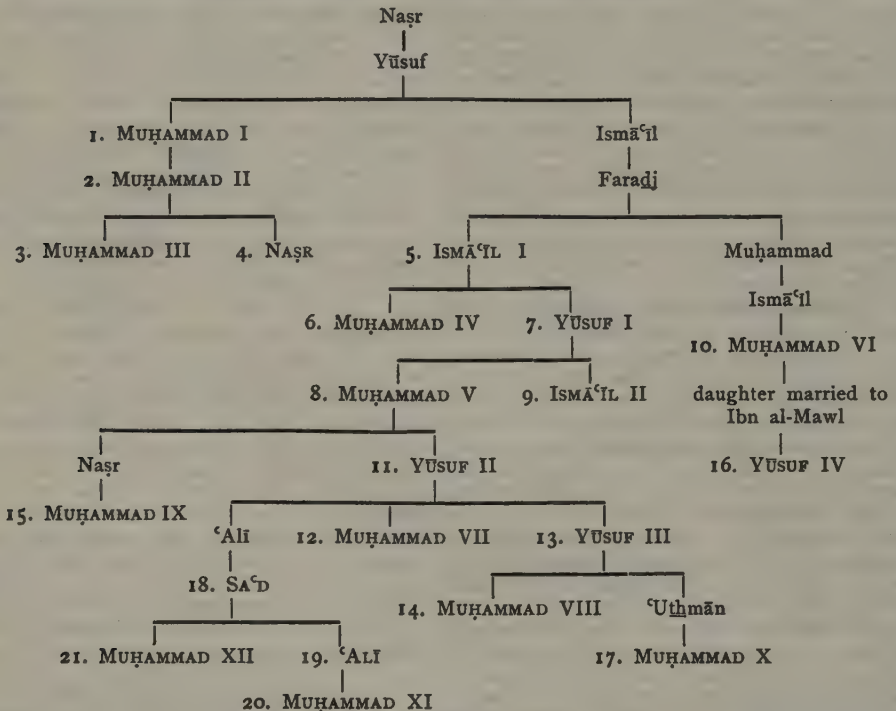 Naṣr
Yūsuf
1. MUḤAMMAD I Ismāʿīl
2. MUḤAMMAD II Faradj
3. MUḤAMMAD III 4. NAṢR 5. ISMĀʿĪL I Muḥammad
Ismāʿīl
6. MUḤAMMAD IV 7. YŪSUF I
10. MUḤAMMAD VI
8. MUḤAMMAD V 9. ISMĀʿĪL II daughter married to
Ibn al-Mawl
Naṣr 11. YŪSUF II 16. YŪSUF IV
15. MUḤAMMAD IX
ʿAlī 12. MUḤAMMAD VII 13. YŪSUF III
18. SAʿD
14. MUḤAMMAD VIII ʿUthmān
21. MUḤAMMAD XII 19. ʿALĪ 17. MUḤAMMAD X
20. MUḤAMMAD XI